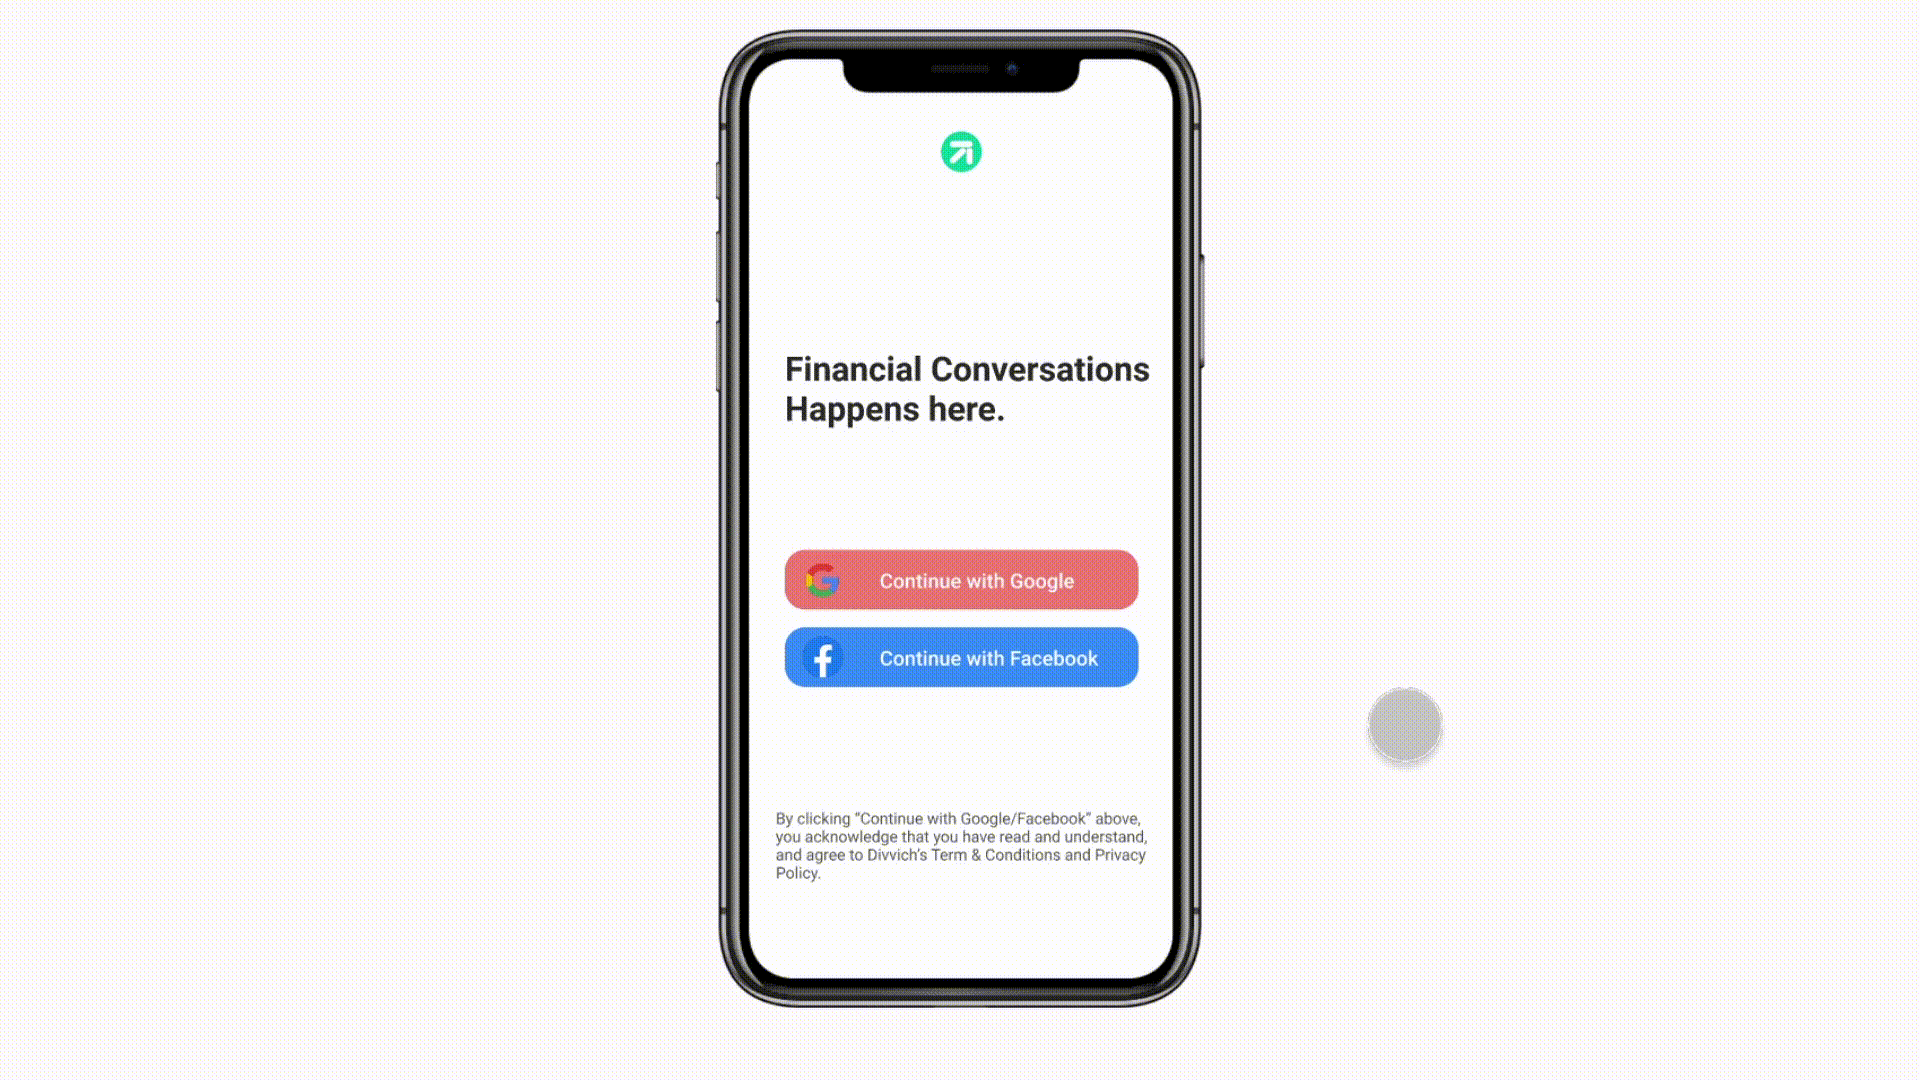 Financial Conversations
Happens here.
Continue with Google
Continue with Facebook
By clicking “Continue with Google/Facebook” above,
you acknowledge that you have read and understand,
and agree to Divvich’s Term & Conditions and Privacy
Policy.